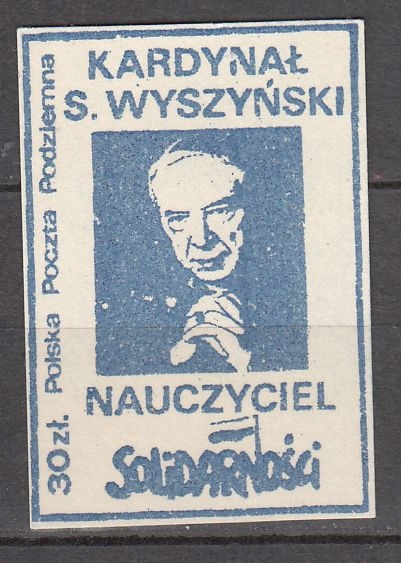 KARDYNAŁ
S. WYSZYŃSKI
NAUCZYCIEL
SOLIDARNOŚCI
30 zł. Polska Poczta Podziemna